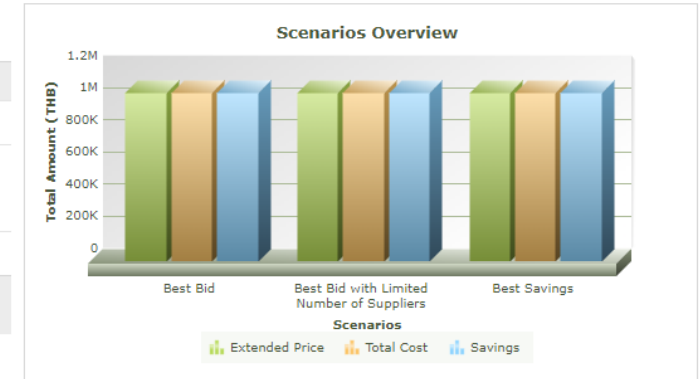 Scenarios Overview
Total Amount (THB)
1.2M
1M
800K
600K
400K
200K
0
Best Bid
Best Bid with Limited
Number of Suppliers
Best Savings
Scenarios
Extended Price
Total Cost
Savings